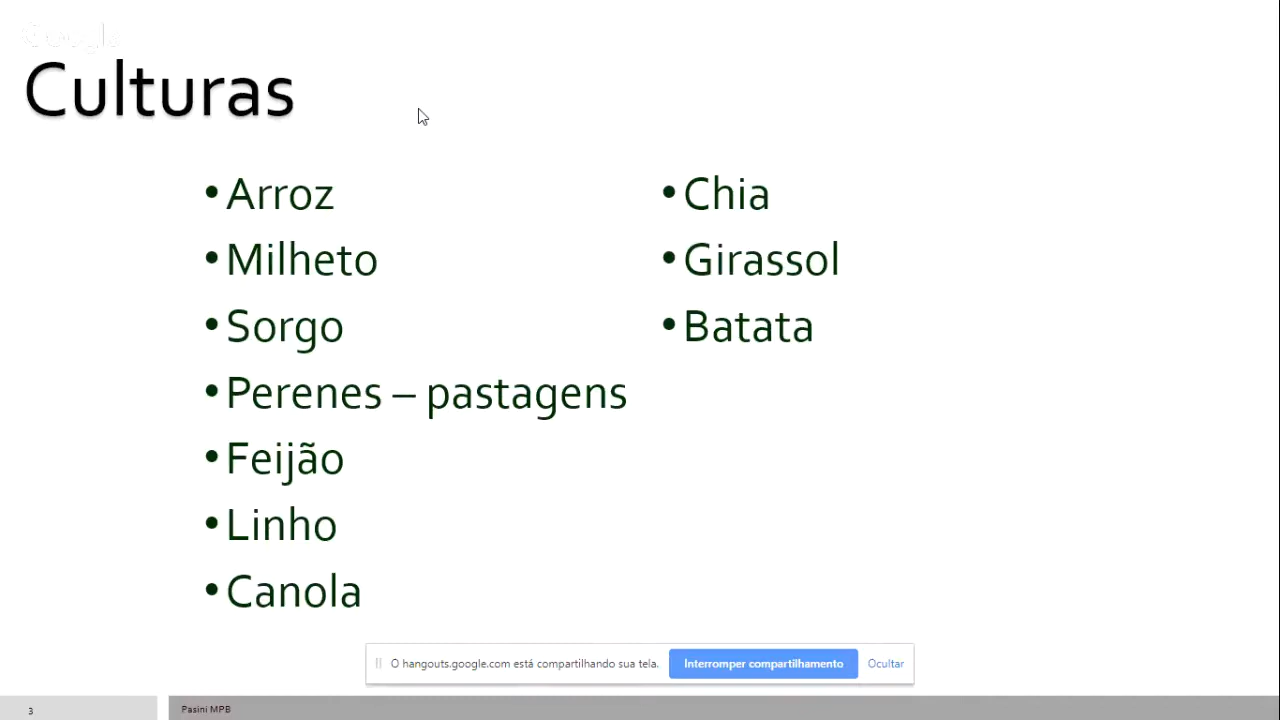 Google
Culturas
• Arroz
• Milheto
• Sorgo
• Perenes – pastagens
• Feijão
• Linho
• Canola
• Chia
• Girassol
• Batata
O hangouts.google.com está compartilhando sua tela.
Interromper compartilhamento
Ocultar
3
Pasini MPB